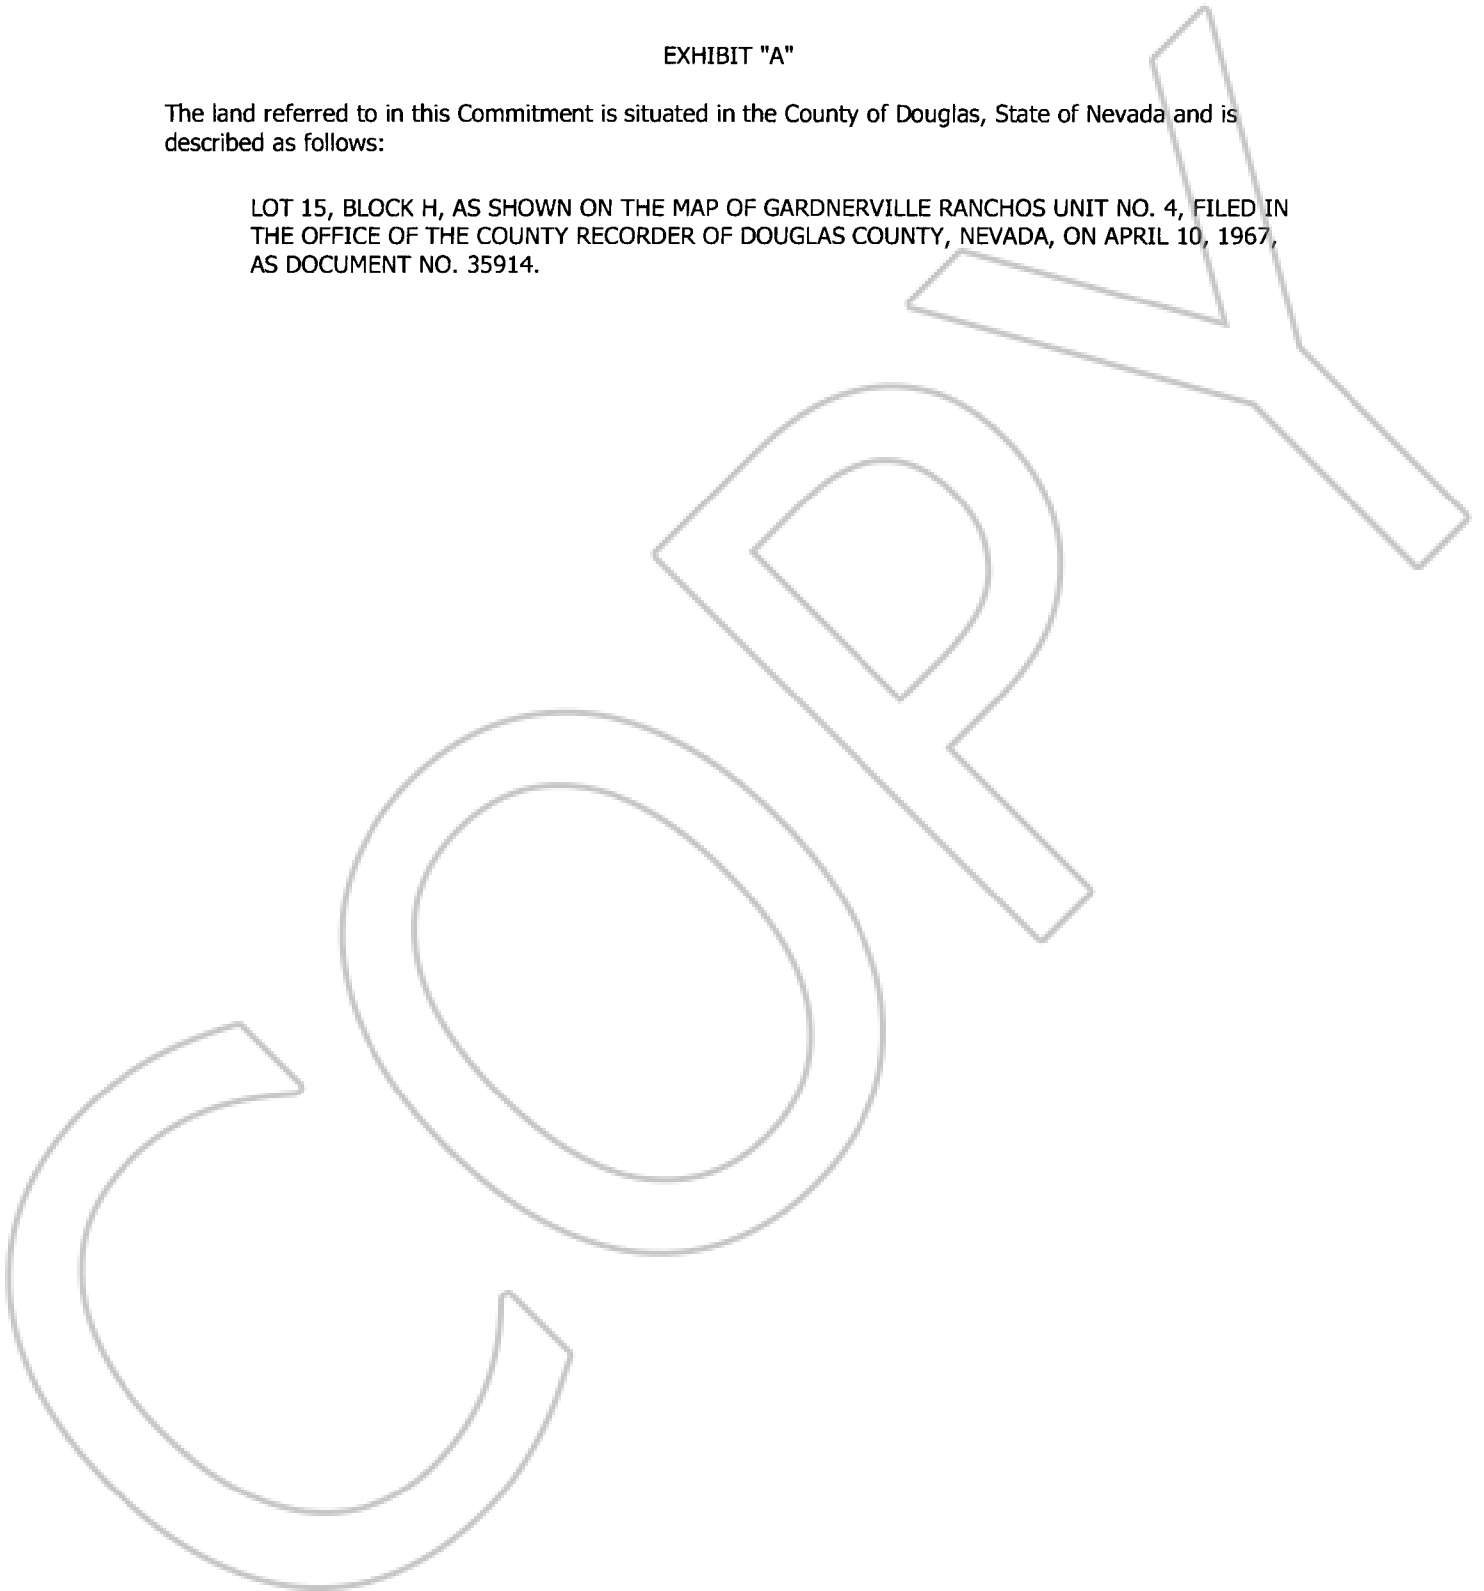 EXHIBIT "A"
The land referred to in this Commitment is situated in the County of Douglas, State of Nevada and is
described as follows:
LOT 15, BLOCK H, AS SHOWN ON THE MAP OF GARDNERVILLE RANCHOS UNIT NO. 4, FILED IN
THE OFFICE OF THE COUNTY RECORDER OF DOUGLAS COUNTY, NEVADA, ON APRIL 10, 1967,
AS DOCUMENT NO. 35914.
COPY